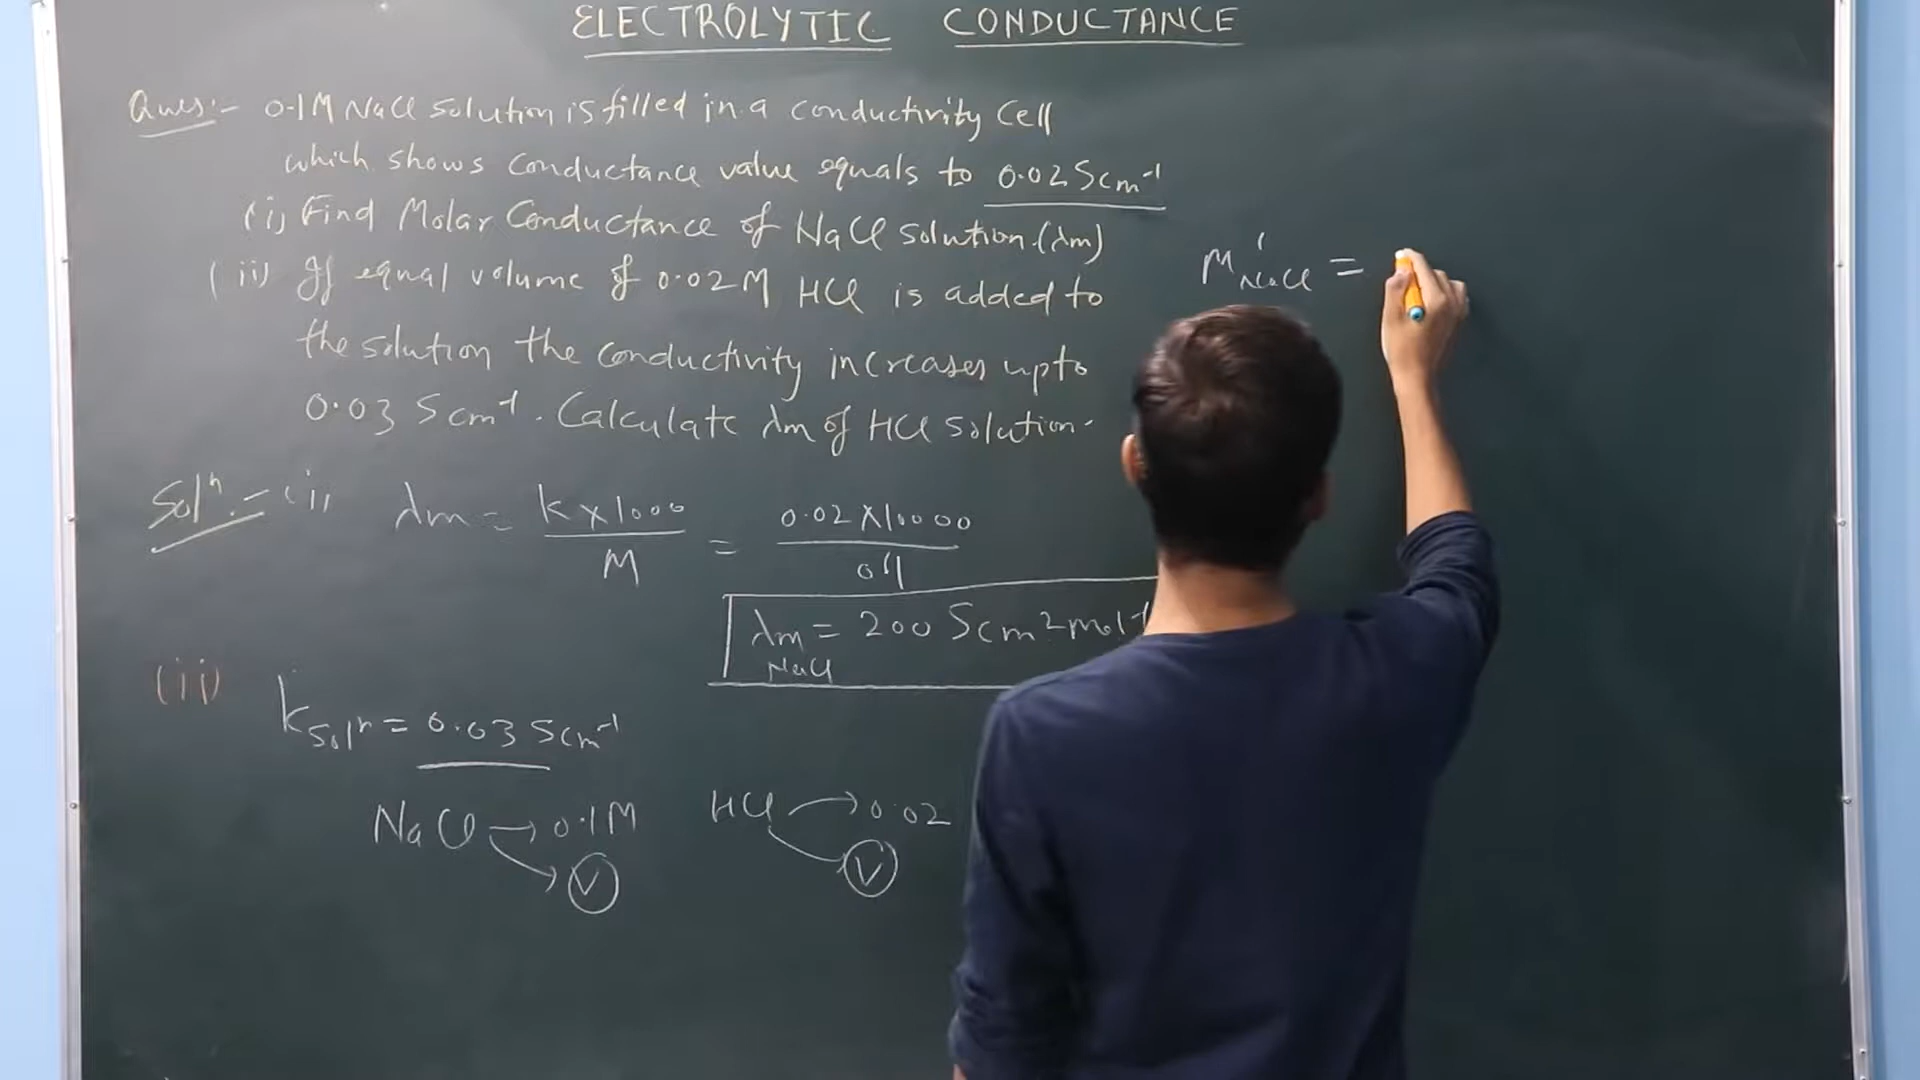 ELECTROLYTIC CONDUCTANCE
Ques:- 0.1M NaCl solution is filled in a conductivity Cell
which shows conductance value equals to 0.02 Scm⁻¹
(i) Find Molar Conductance of NaCl solution.(λm)
(ii) If equal volume of 0.02M HCl is added to
the solution the conductivity increases upto
0.03 S cm⁻¹. Calculate λm of HCl solution.
Solⁿ:- (i) λm = K×1000 / M = 0.02×10000 / 0.1
λm NaCl = 200 Scm²mol⁻¹
(ii) K Solⁿ = 0.03 Scm⁻¹
NaCl → 0.1M HCl → 0.02
V V
M' NaCl =